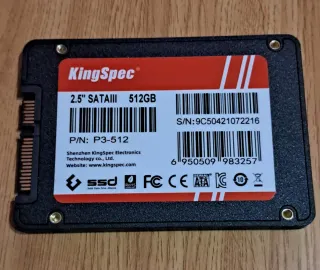 KingSpec
2.5" SATAIII 512GB
S/N:9C50421072216
P/N: P3-512
Shenzhen KingSpec Electronics
Technology co., Ltd.
Website: www.kingspec.com
6 950509 983257
ssd
FC CE SATA